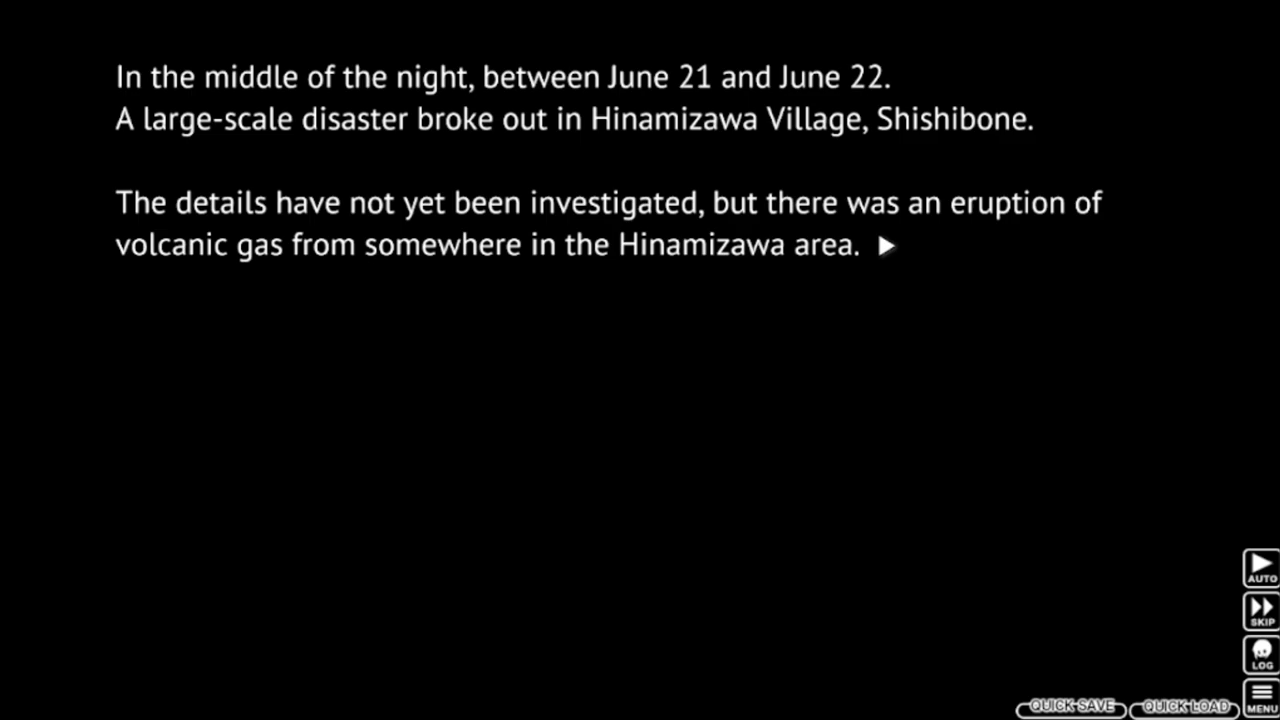 In the middle of the night, between June 21 and June 22.
A large-scale disaster broke out in Hinamizawa Village, Shishibone.
The details have not yet been investigated, but there was an eruption of
volcanic gas from somewhere in the Hinamizawa area.
AUTO
SKIP
LOG
MENU
QUICK SAVE
QUICK LOAD